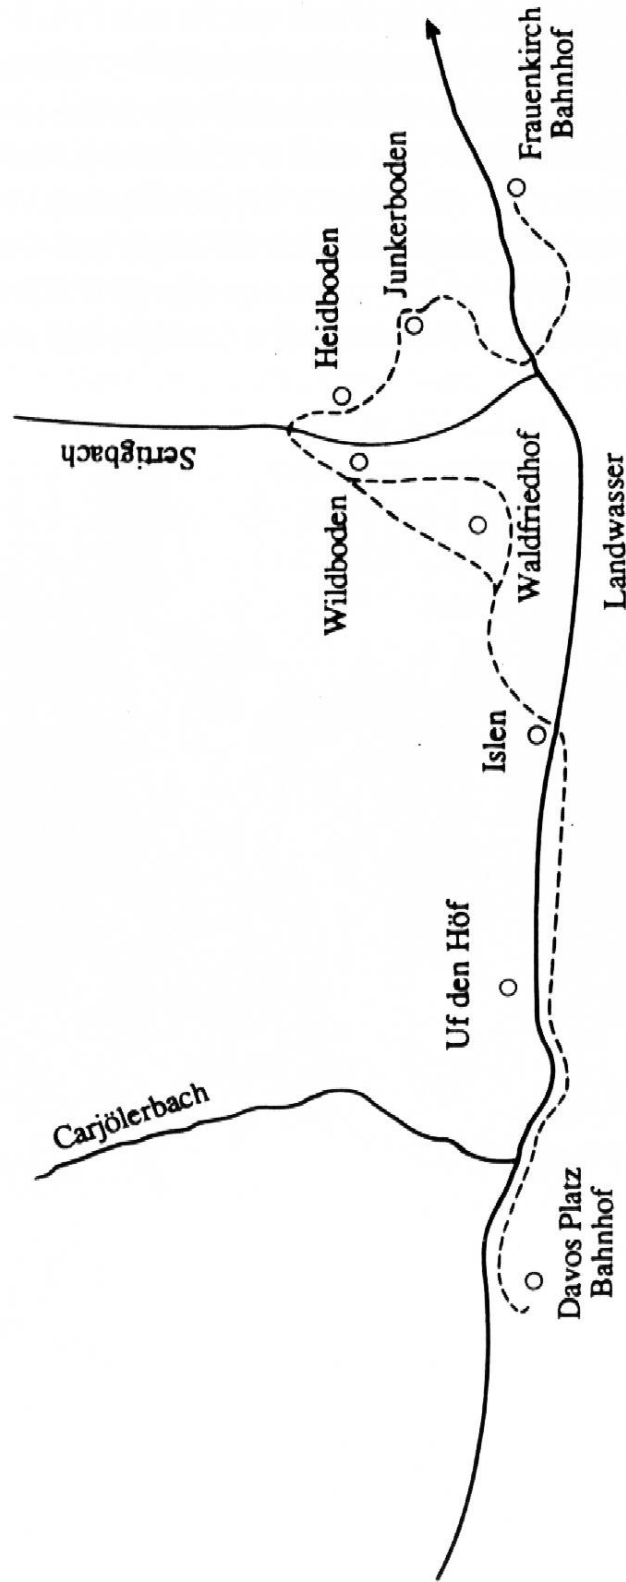 Carjölerbach
Davos Platz
Bahnhof
Uf den Höf
Islen
Landwasser
Wildboden
Waldfriedhof
Sertigbach
Heidboden
Junkerboden
Frauenkirch
Bahnhof